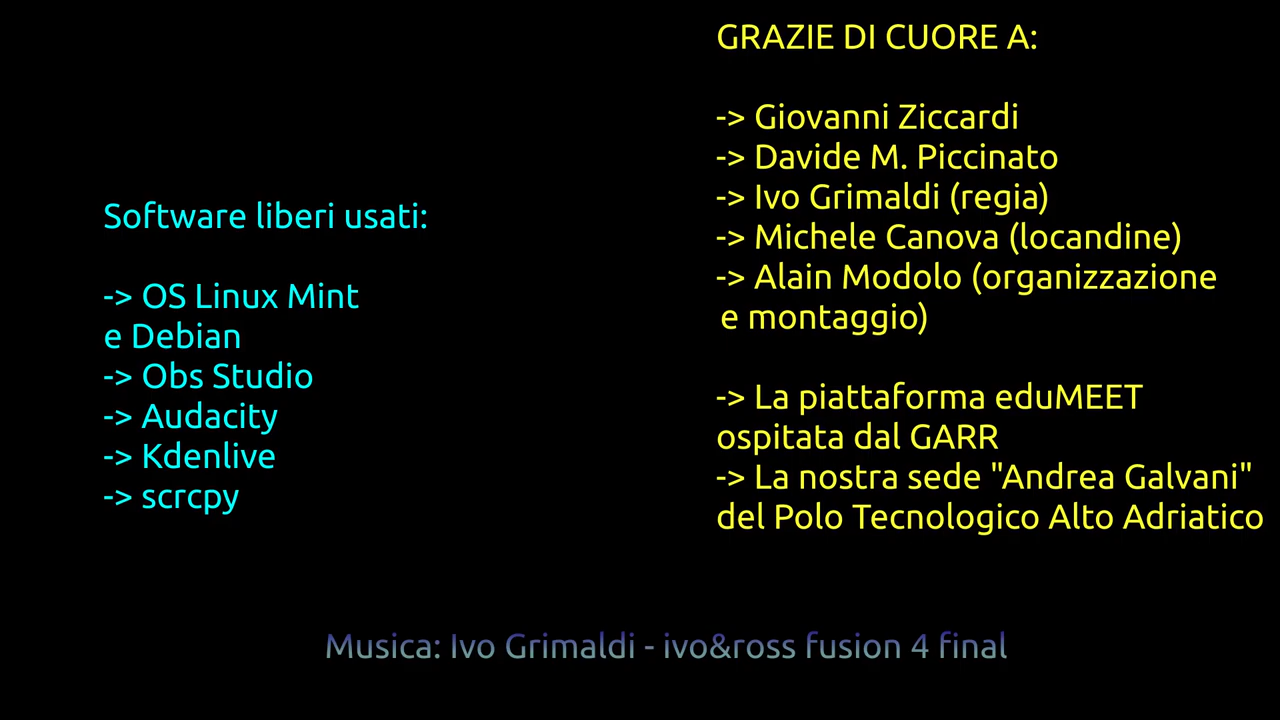 Software liberi usati:
-> OS Linux Mint
e Debian
-> Obs Studio
-> Audacity
-> Kdenlive
-> scrcpy
GRAZIE DI CUORE A:
-> Giovanni Ziccardi
-> Davide M. Piccinato
-> Ivo Grimaldi (regia)
-> Michele Canova (locandine)
-> Alain Modolo (organizzazione
e montaggio)
-> La piattaforma eduMEET
ospitata dal GARR
-> La nostra sede "Andrea Galvani"
del Polo Tecnologico Alto Adriatico
Musica: Ivo Grimaldi - ivo&ross fusion 4 final